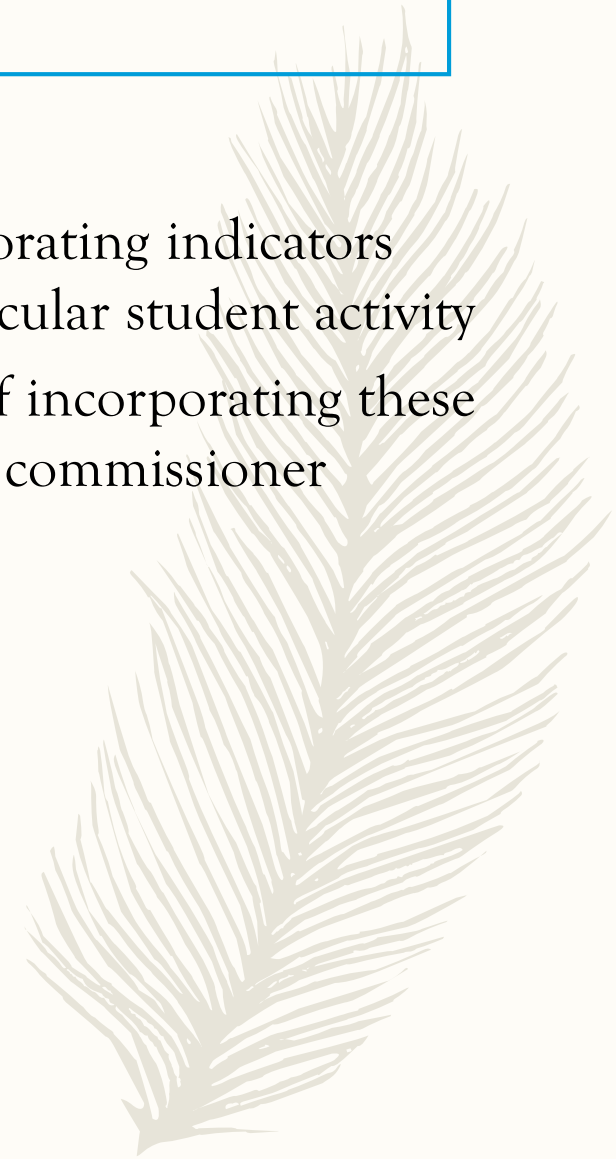 orating indicators
cular student activity
f incorporating these
commissioner